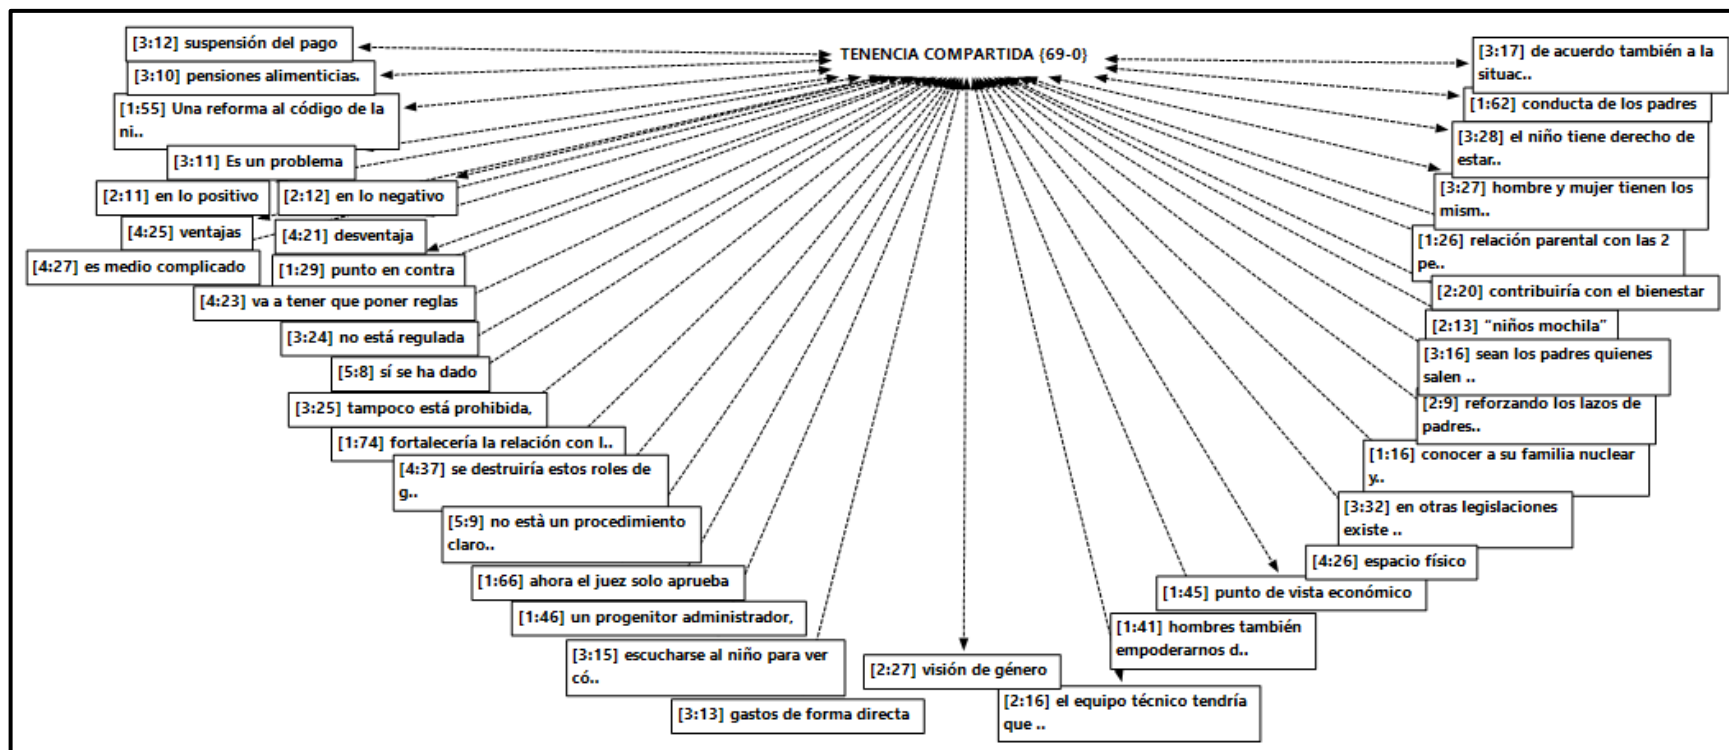 TENENCIA COMPARTIDA {69-0}
[3:12] suspensión del pago
[3:10] pensiones alimenticias.
[1:55] Una reforma al código de la
ni..
[3:11] Es un problema
[2:11] en lo positivo
[2:12] en lo negativo
[4:25] ventajas
[4:21] desventaja
[4:27] es medio complicado
[1:29] punto en contra
[4:23] va a tener que poner reglas
[3:24] no está regulada
[5:8] sí se ha dado
[3:25] tampoco está prohibida,
[1:74] fortalecería la relación con l..
[4:37] se destruiría estos roles de
g..
[5:9] no està un procedimiento
claro..
[1:66] ahora el juez solo aprueba
[1:46] un progenitor administrador,
[3:15] escucharse al niño para ver
có..
[3:13] gastos de forma directa
[2:27] visión de género
[2:16] el equipo técnico tendría
que ..
[1:41] hombres también
empoderarnos d..
[1:45] punto de vista económico
[4:26] espacio físico
[3:32] en otras legislaciones
existe ..
[1:16] conocer a su familia nuclear
y..
[2:9] reforzando los lazos de
padres..
[3:16] sean los padres quienes
salen ..
[2:13] “niños mochila”
[2:20] contribuiría con el bienestar
[1:26] relación parental con las 2
pe..
[3:27] hombre y mujer tienen los
mism..
[3:28] el niño tiene derecho de
estar..
[1:62] conducta de los padres
[3:17] de acuerdo también a la
situac..